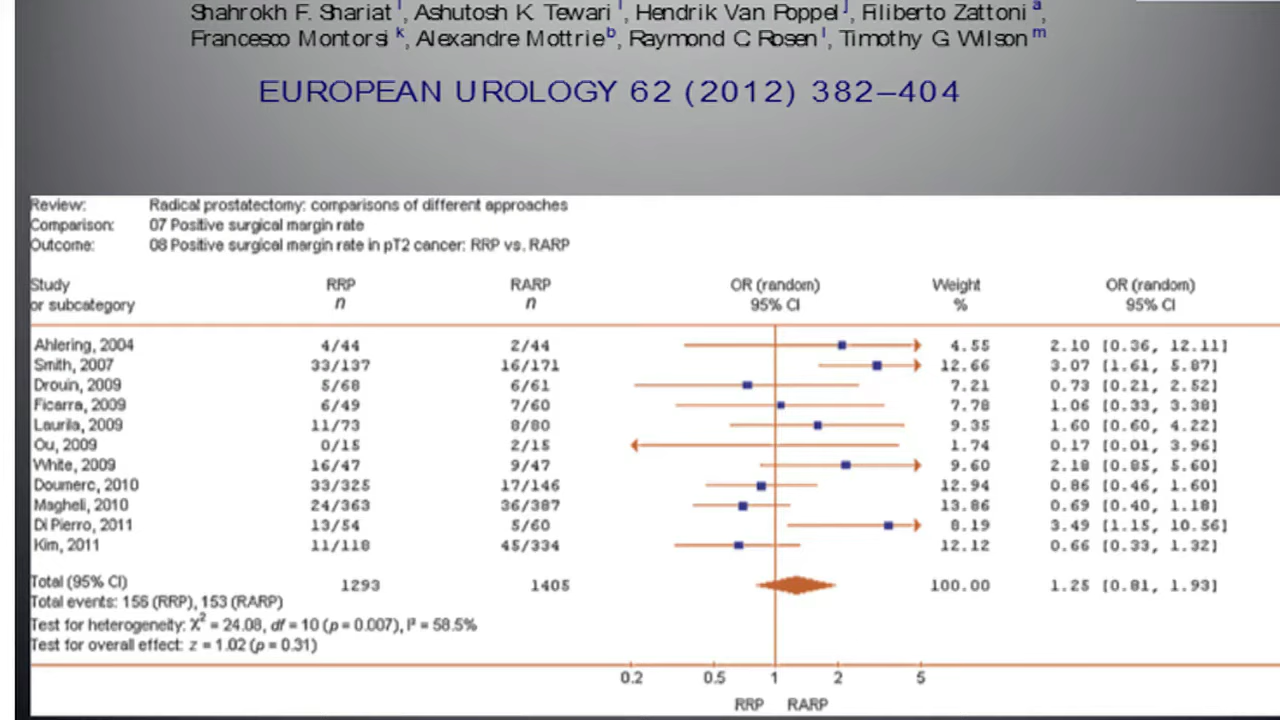 Shahrokh F. Shariat i, Ashutosh K. Tewari i, Hendrik Van Poppel j, Filiberto Zattoni a,
Francesco Montorsi k, Alexandre Mottrie b, Raymond C. Rosen l, Timothy G. Wilson m
EUROPEAN UROLOGY 62 (2012) 382–404
Review: Radical prostatectomy: comparisons of different approaches
Comparison: 07 Positive surgical margin rate
Outcome: 08 Positive surgical margin rate in pT2 cancer: RRP vs. RARP
Study RRP RARP OR (random) Weight OR (random)
or subcategory n n 95% CI % 95% CI
Ahlering, 2004 4/44 2/44 4.55 2.10 [0.36, 12.11]
Smith, 2007 33/137 16/171 12.66 3.07 [1.61, 5.87]
Drouin, 2009 5/68 6/61 7.21 0.73 [0.21, 2.52]
Ficarra, 2009 6/49 7/60 7.78 1.06 [0.33, 3.38]
Laurila, 2009 11/73 8/80 9.35 1.60 [0.60, 4.22]
Ou, 2009 0/15 2/15 1.74 0.17 [0.01, 3.96]
White, 2009 16/47 9/47 9.60 2.18 [0.85, 5.60]
Doumerc, 2010 33/325 17/146 12.94 0.86 [0.46, 1.60]
Magheli, 2010 24/363 36/387 13.86 0.69 [0.40, 1.18]
Di Pierro, 2011 13/54 5/60 8.19 3.49 [1.15, 10.56]
Kim, 2011 11/118 45/334 12.12 0.66 [0.33, 1.32]
Total (95% CI) 1293 1405 100.00 1.25 [0.81, 1.93]
Total events: 156 (RRP), 153 (RARP)
Test for heterogeneity: χ² = 24.08, df = 10 (p = 0.007), I² = 58.5%
Test for overall effect: z = 1.02 (p = 0.31)
0.2 0.5 1 2 5
RRP RARP